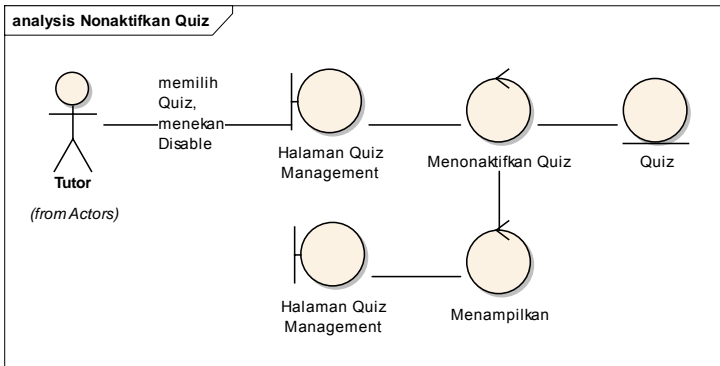 analysis Nonaktifkan Quiz
memilih
Quiz,
menekan
Disable
Tutor
(from Actors)
Halaman Quiz
Management
Menonaktifkan Quiz
Quiz
Halaman Quiz
Management
Menampilkan